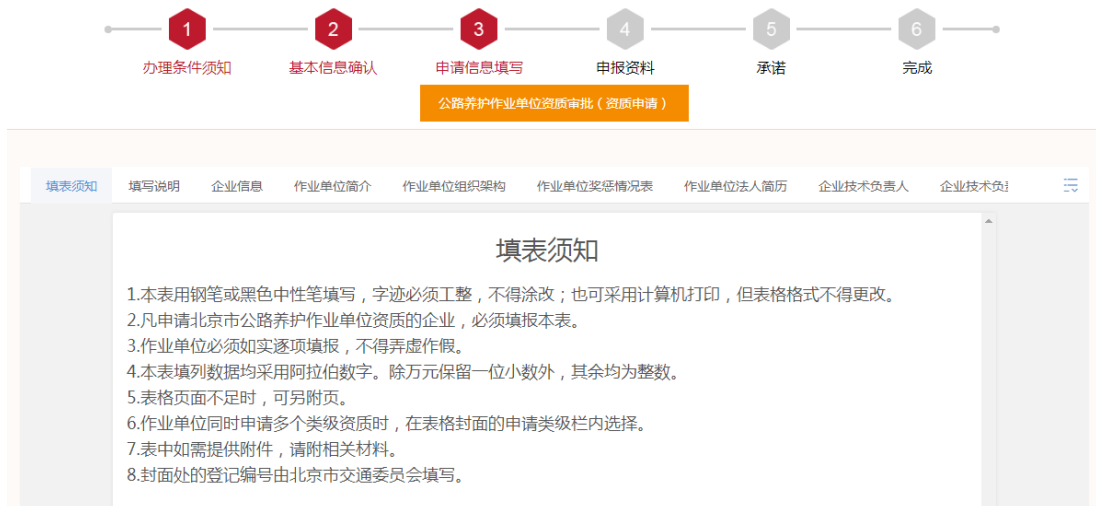 1 2 3 4 5 6
办理条件须知 基本信息确认 申请信息填写 申报资料 承诺 完成
公路养护作业单位资质审批（资质申请）
填表须知 填写说明 企业信息 作业单位简介 作业单位组织架构 作业单位奖惩情况表 作业单位法人简历 企业技术负责人 企业技术负
填表须知
1.本表用钢笔或黑色中性笔填写，字迹必须工整，不得涂改；也可采用计算机打印，但表格格式不得更改。
2.凡申请北京市公路养护作业单位资质的企业，必须填报本表。
3.作业单位必须如实逐项填报，不得弄虚作假。
4.本表填列数据均采用阿拉伯数字。除万元保留一位小数外，其余均为整数。
5.表格页面不足时，可另附页。
6.作业单位同时申请多个类级资质时，在表格封面的申请类级栏内选择。
7.表中如需提供附件，请附相关材料。
8.封面处的登记编号由北京市交通委员会填写。